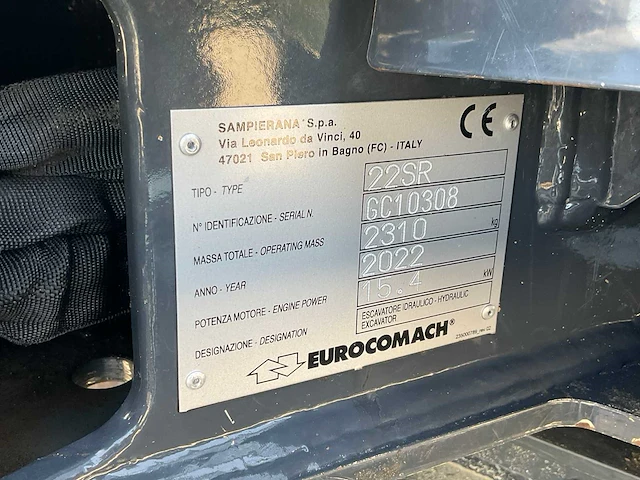 SAMPIERANA S.p.a.
Via Leonardo da Vinci, 40
47021 San Piero in Bagno (FC) - ITALY
CE
TIPO - TYPE 22SR
N° IDENTIFICAZIONE - SERIAL N. GC10308
MASSA TOTALE - OPERATING MASS 2310 kg
ANNO - YEAR 2022
POTENZA MOTORE - ENGINE POWER 15.4 kW
DESIGNAZIONE - DESIGNATION ESCAVATORE IDRAULICO - HYDRAULIC
EXCAVATOR
EUROCOMACH®